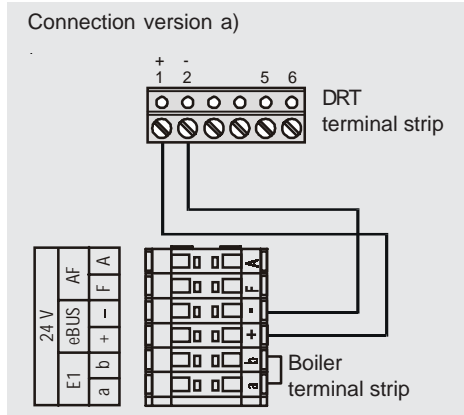 Connection version a)
+ -
1 2 5 6
DRT
terminal strip
24 V
AF
eBUS
E1
A
F
-
+
b
a
A
F
-
+
b
a
Boiler
terminal strip